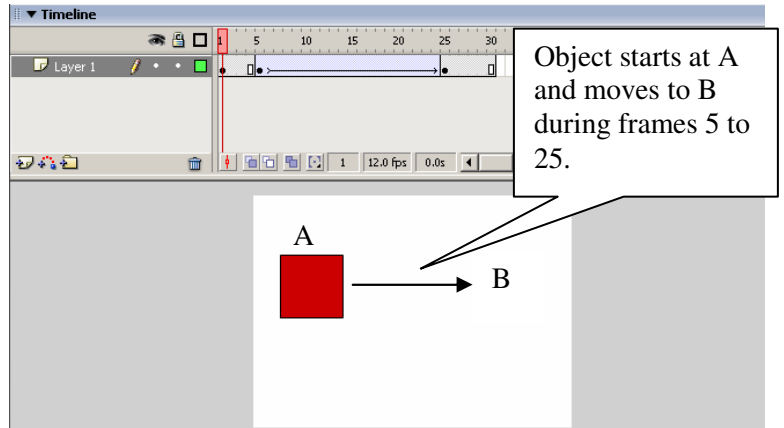 Timeline
1 5 10 15 20 25 30
Layer 1
1 12.0 fps 0.0s
Object starts at A
and moves to B
during frames 5 to
25.
A
B